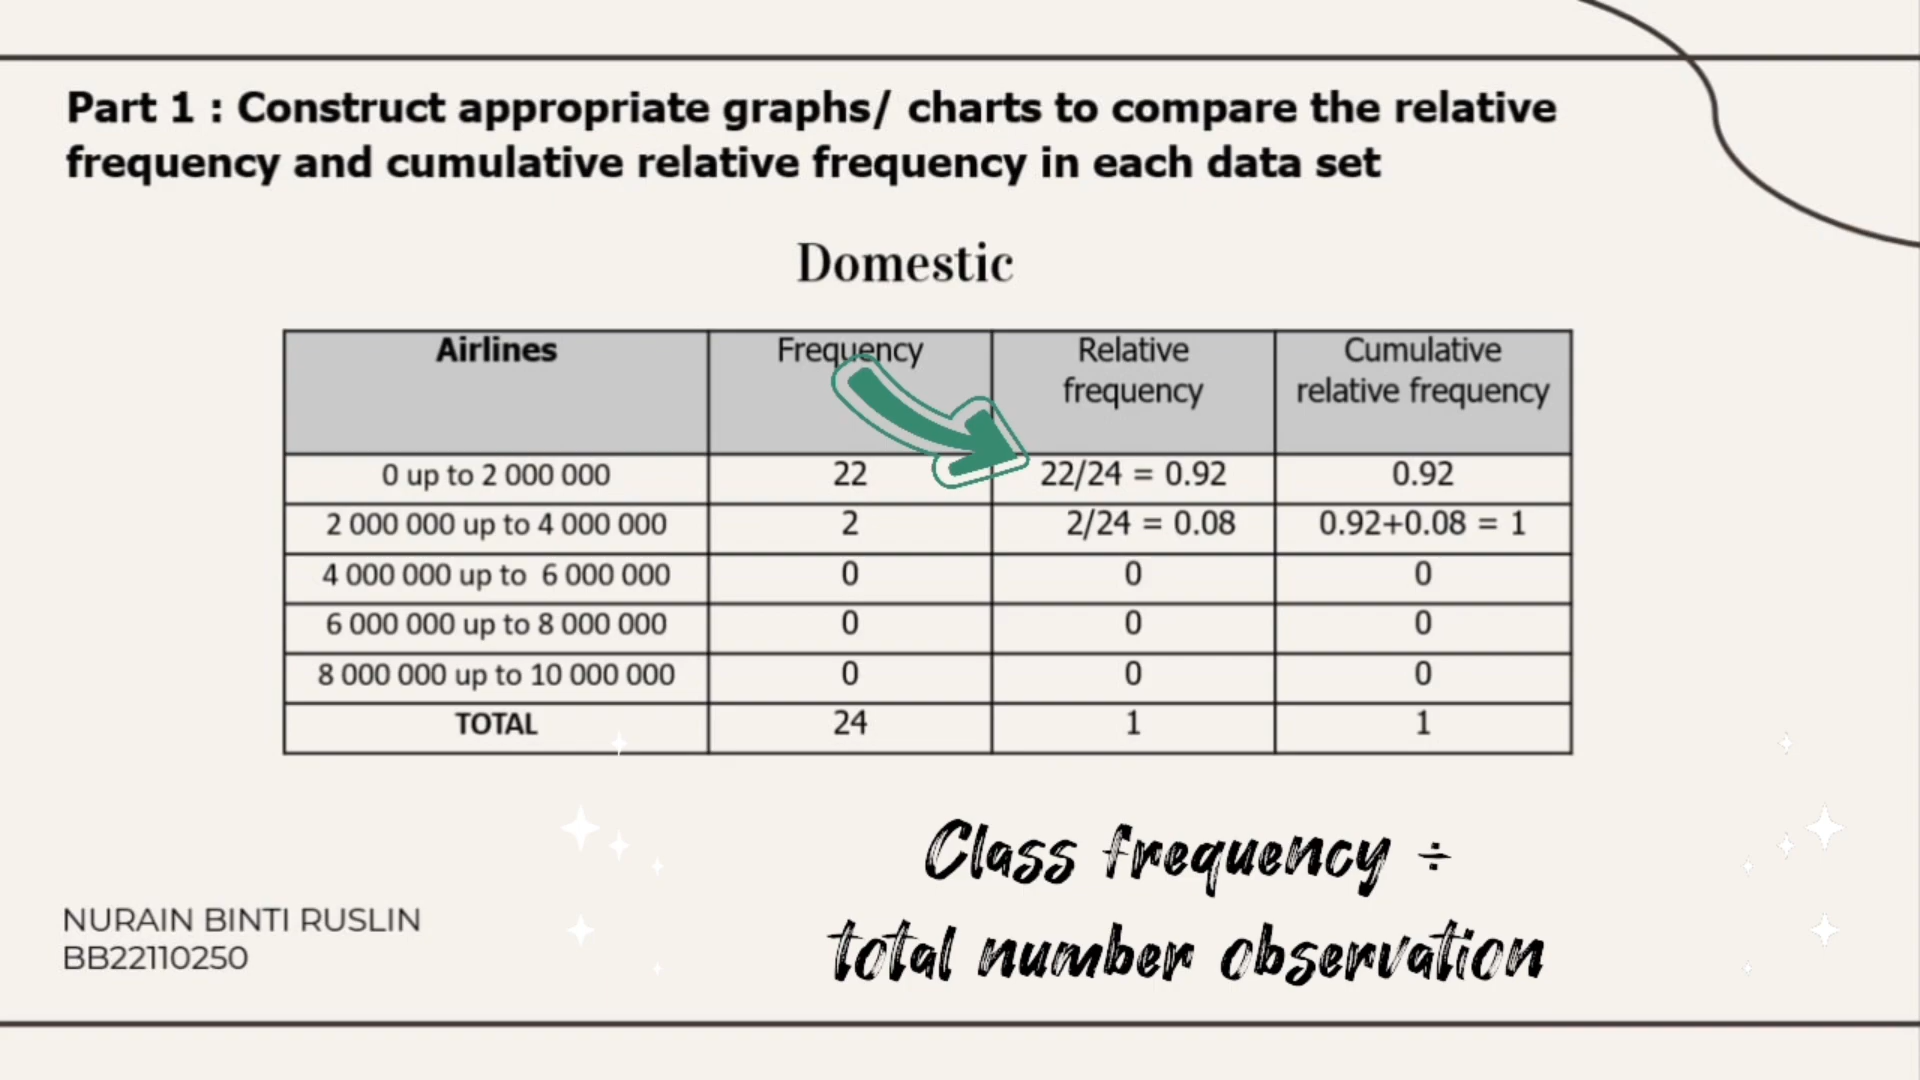 Part 1 : Construct appropriate graphs/ charts to compare the relative
frequency and cumulative relative frequency in each data set
Domestic
Airlines Frequency Relative frequency Cumulative relative frequency
0 up to 2 000 000 22 22/24 = 0.92 0.92
2 000 000 up to 4 000 000 2 2/24 = 0.08 0.92+0.08 = 1
4 000 000 up to 6 000 000 0 0 0
6 000 000 up to 8 000 000 0 0 0
8 000 000 up to 10 000 000 0 0 0
TOTAL 24 1 1
Class frequency ÷
total number observation
NURAIN BINTI RUSLIN
BB22110250